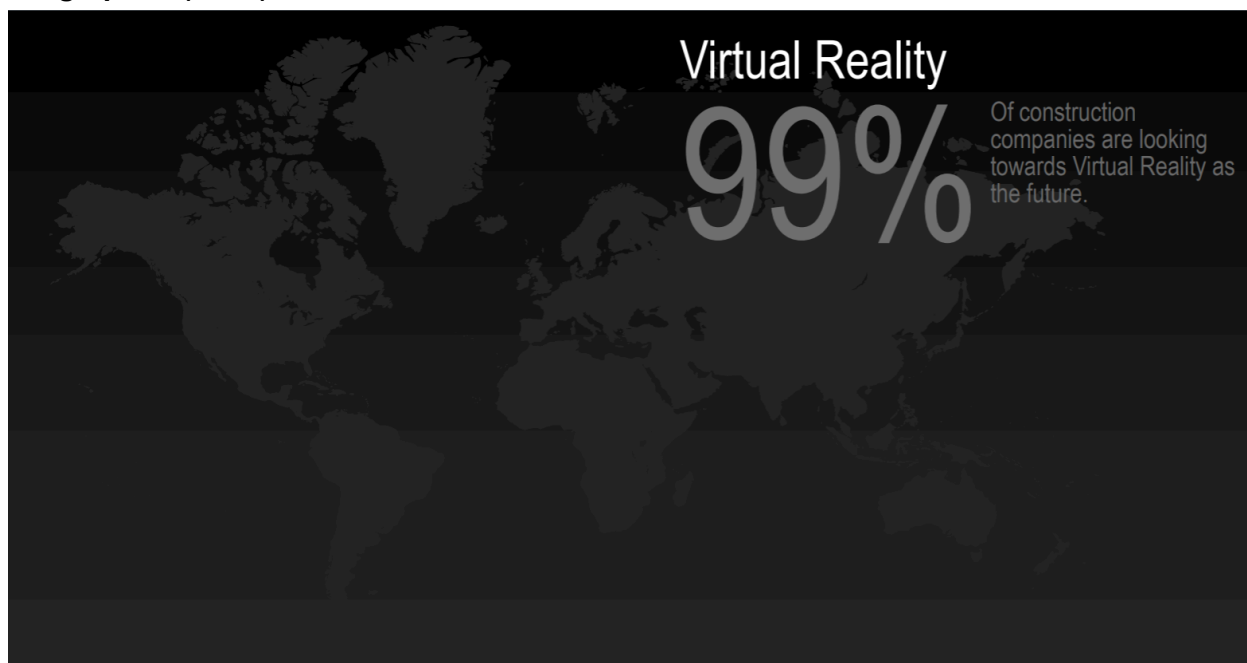 Virtual Reality
99%
Of construction
companies are looking
towards Virtual Reality as
the future.